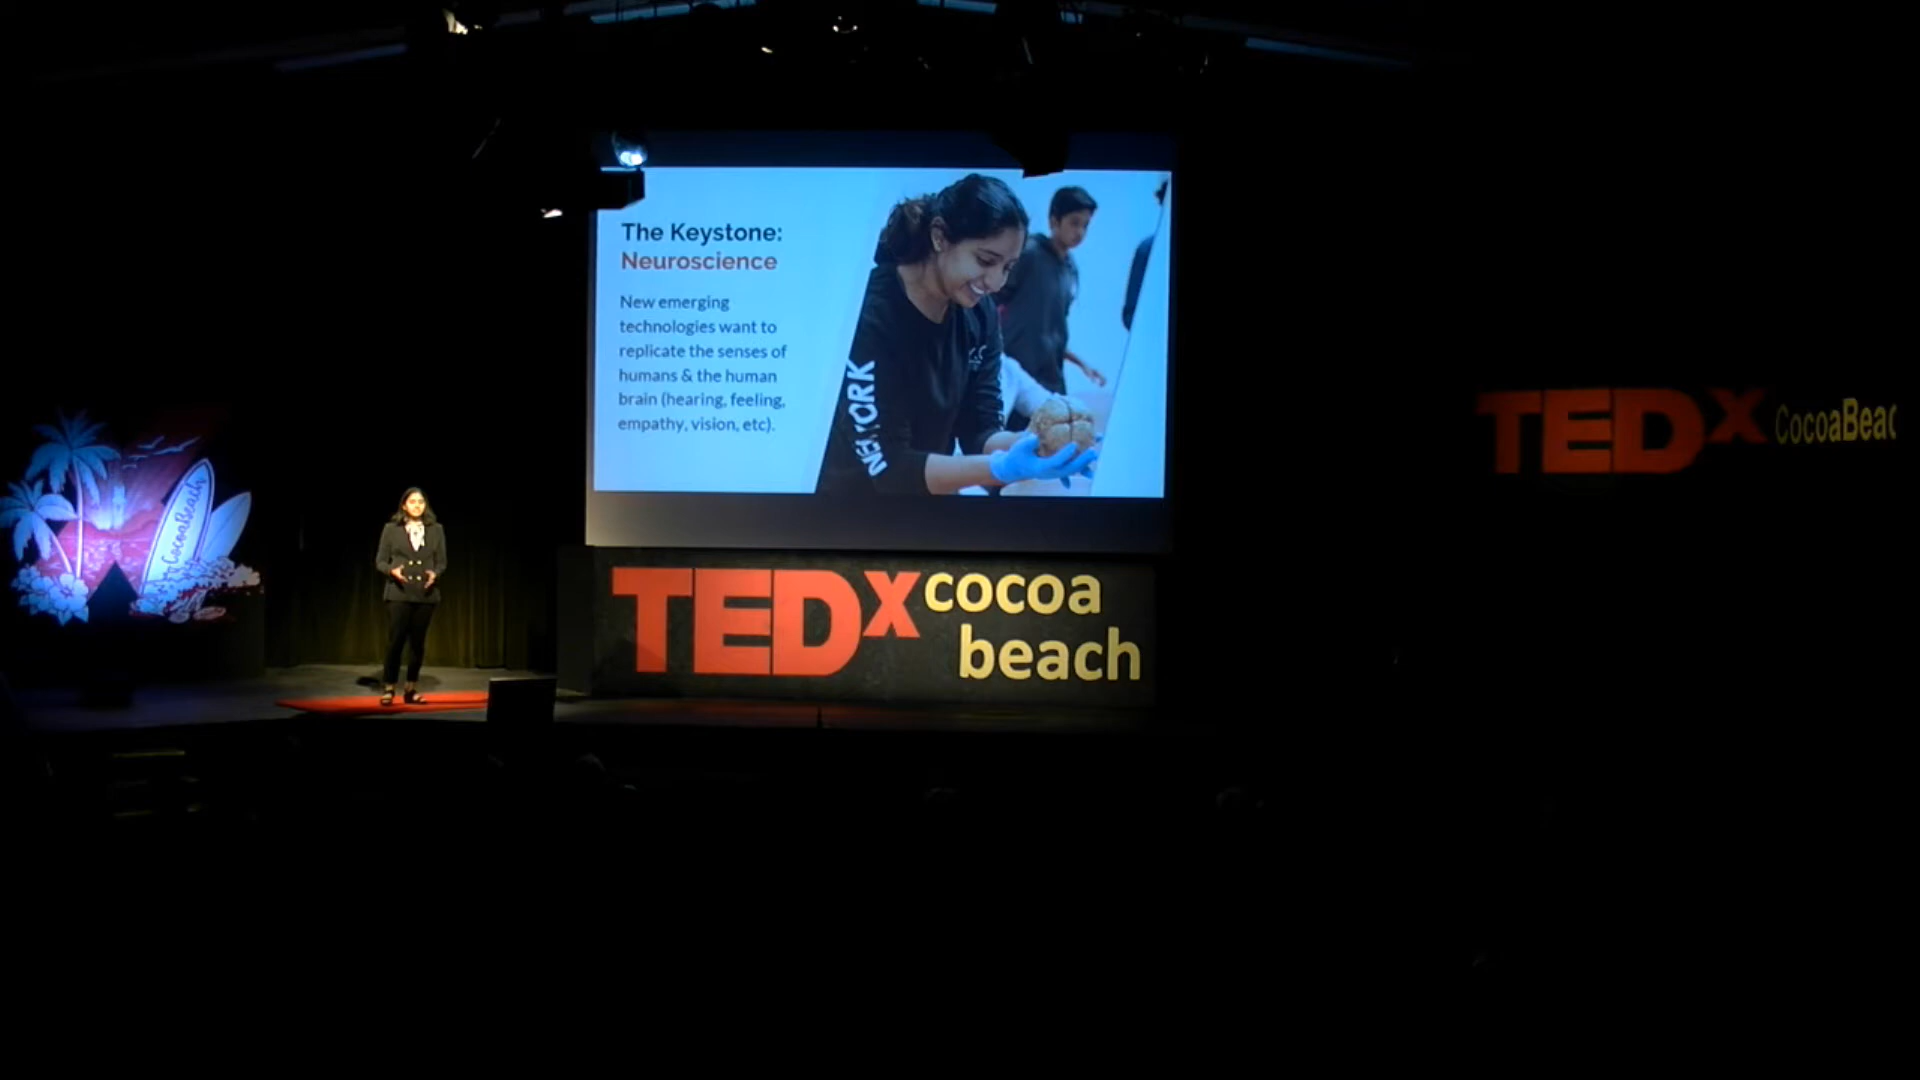 The Keystone:
Neuroscience
New emerging
technologies want to
replicate the senses of
humans & the human
brain (hearing, feeling,
empathy, vision, etc).
NEW YORK
TEDx cocoa
beach
TEDx CocoaBeac
CocoaBeach